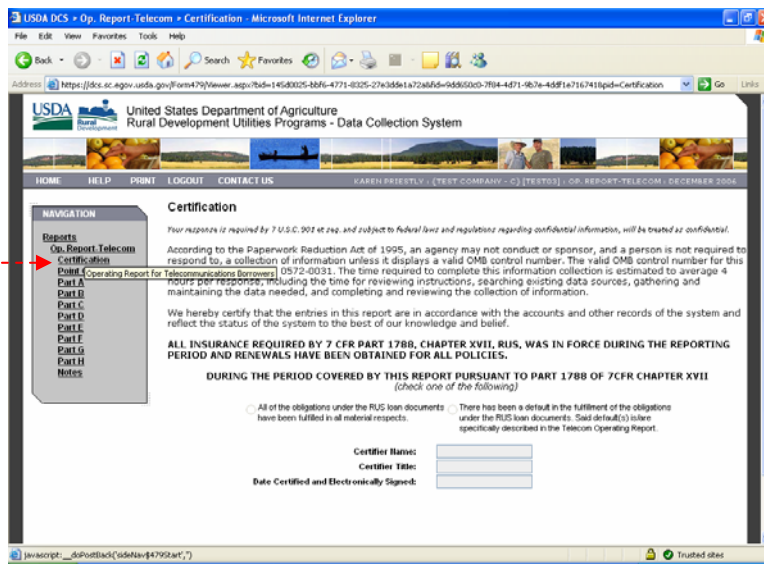 USDA DCS > Op. Report-Telecom > Certification - Microsoft Internet Explorer
File Edit View Favorites Tools Help
Back Search Favorites
Address https://dcs.sc.egov.usda.gov/Form479/Viewer.aspx?bid=145d0025-bbf6-4771-8325-27e3dde1a72a&fid=9dd650c0-7f84-4d71-9b7e-4ddf1e7167418pid=Certification Go Links
USDA
Rural
Development
United States Department of Agriculture
Rural Development Utilities Programs - Data Collection System
HOME HELP PRINT LOGOUT CONTACT US KAREN PRIESTLY : (TEST COMPANY - C) [TEST03] : OP. REPORT-TELECOM : DECEMBER 2006
NAVIGATION
Reports
Op. Report-Telecom
Certification
Point
Operating Report for Telecommunications Borrowers
Part A
Part B
Part C
Part D
Part E
Part F
Part G
Part H
Notes
Certification
Your response is required by 7 U.S.C. 901 et seq. and subject to federal laws and regulations regarding confidential information, will be treated as confidential.
According to the Paperwork Reduction Act of 1995, an agency may not conduct or sponsor, and a person is not required to
respond to, a collection of information unless it displays a valid OMB control number. The valid OMB control number for this
0572-0031. The time required to complete this information collection is estimated to average 4
hours per response, including the time for reviewing instructions, searching existing data sources, gathering and
maintaining the data needed, and completing and reviewing the collection of information.
We hereby certify that the entries in this report are in accordance with the accounts and other records of the system and
reflect the status of the system to the best of our knowledge and belief.
ALL INSURANCE REQUIRED BY 7 CFR PART 1788, CHAPTER XVII, RUS, WAS IN FORCE DURING THE REPORTING
PERIOD AND RENEWALS HAVE BEEN OBTAINED FOR ALL POLICIES.
DURING THE PERIOD COVERED BY THIS REPORT PURSUANT TO PART 1788 OF 7CFR CHAPTER XVII
(check one of the following)
All of the obligations under the RUS loan documents
have been fulfilled in all material respects.
There has been a default in the fulfillment of the obligations
under the RUS loan documents. Said default(s) is/are
specifically described in the Telecom Operating Report.
Certifier Name:
Certifier Title:
Date Certified and Electronically Signed:
javascript:__doPostBack('sideNav$479Start','') Trusted sites